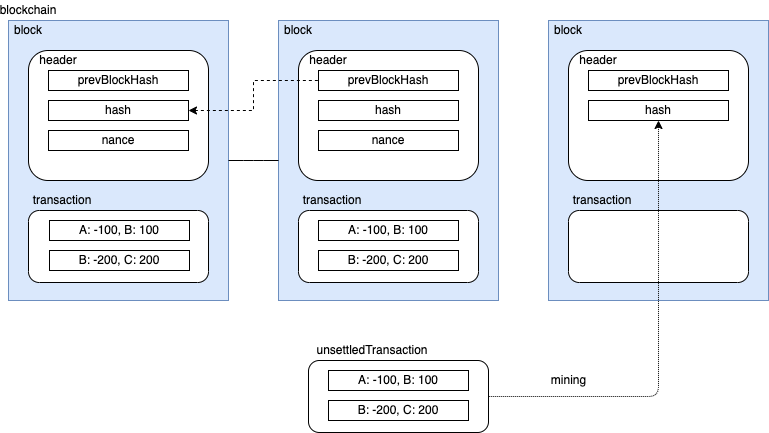 blockchain
block
header
prevBlockHash
hash
nance
transaction
A: -100, B: 100
B: -200, C: 200
block
header
prevBlockHash
hash
nance
transaction
A: -100, B: 100
B: -200, C: 200
block
header
prevBlockHash
hash
transaction
unsettledTransaction
A: -100, B: 100
B: -200, C: 200
mining